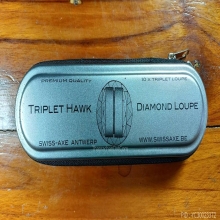 PREMIUM QUALITY 10 X TRIPLET LOUPE
TRIPLET HAWK DIAMOND LOUPE
SWISS-AXE ANTWERP WWW.SWISSAXE.BE